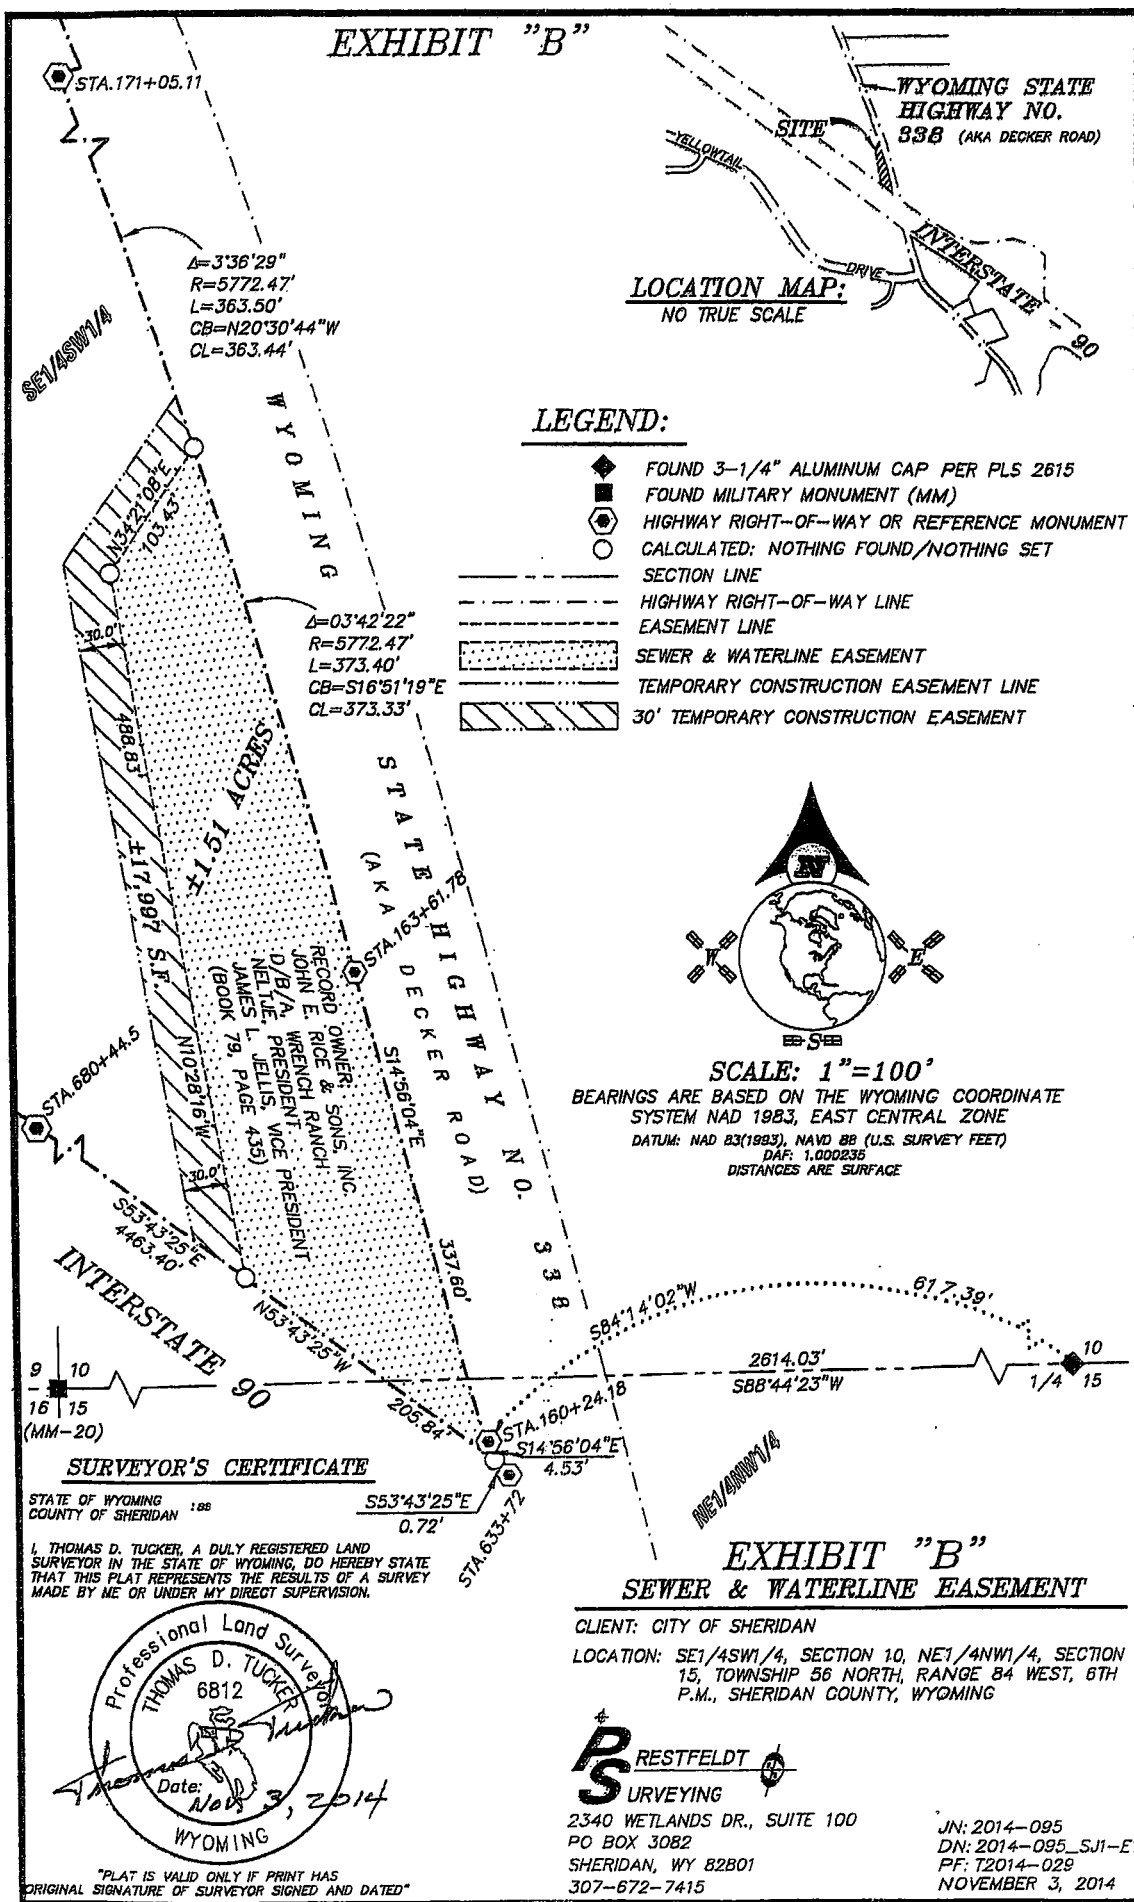 EXHIBIT "B"
STA.171+05.11
WYOMING STATE
HIGHWAY NO.
338 (AKA DECKER ROAD)
SITE
YELLOWTAIL
DRIVE
INTERSTATE - 90
LOCATION MAP:
NO TRUE SCALE
Δ=3°36'29"
R=5772.47'
L=363.50'
CB=N20°30'44"W
CL=363.44'
SE1/4SW1/4
LEGEND:
FOUND 3-1/4" ALUMINUM CAP PER PLS 2615
FOUND MILITARY MONUMENT (MM)
HIGHWAY RIGHT-OF-WAY OR REFERENCE MONUMENT
CALCULATED: NOTHING FOUND/NOTHING SET
SECTION LINE
HIGHWAY RIGHT-OF-WAY LINE
EASEMENT LINE
SEWER & WATERLINE EASEMENT
TEMPORARY CONSTRUCTION EASEMENT LINE
30' TEMPORARY CONSTRUCTION EASEMENT
N34°21'08"E
103.43'
Δ=03°42'22"
R=5772.47'
L=373.40'
CB=S16°51'19"E
CL=373.33'
30.0'
488.83'
±1.51 ACRES
±17,997 S.F.
N10°28'16"W
30.0'
WYOMING STATE HIGHWAY NO. 338
(AKA DECKER ROAD)
STA.163+61.78
RECORD OWNER:
JOHN E. RICE & SONS, INC.
D/B/A, WRENCH RANCH
NELTJE, PRESIDENT
JAMES L. JELLIS, VICE PRESIDENT
(BOOK 79, PAGE 435)
S14°56'04"E
337.60'
STA.680+44.5
S53°43'25"E
4463.40'
INTERSTATE 90
N53°43'25"W
205.84'
N
W
E
S
SCALE: 1"=100'
BEARINGS ARE BASED ON THE WYOMING COORDINATE
SYSTEM NAD 1983, EAST CENTRAL ZONE
DATUM: NAD 83(1993), NAVD 88 (U.S. SURVEY FEET)
DAF: 1.000235
DISTANCES ARE SURFACE
S84°14'02"W
617.39'
2614.03'
S88°44'23"W
9 10
16 15
(MM-20)
10
1/4 15
STA.160+24.18
S14°56'04"E
4.53'
S53°43'25"E
0.72'
STA.633+72
NE1/4NW1/4
SURVEYOR'S CERTIFICATE
STATE OF WYOMING
:SS
COUNTY OF SHERIDAN
I, THOMAS D. TUCKER, A DULY REGISTERED LAND
SURVEYOR IN THE STATE OF WYOMING, DO HEREBY STATE
THAT THIS PLAT REPRESENTS THE RESULTS OF A SURVEY
MADE BY ME OR UNDER MY DIRECT SUPERVISION.
Professional Land Surveyor
THOMAS D. TUCKER
6812
Thomas D. Tucker
Date: Nov 3, 2014
WYOMING
"PLAT IS VALID ONLY IF PRINT HAS
ORIGINAL SIGNATURE OF SURVEYOR SIGNED AND DATED"
EXHIBIT "B"
SEWER & WATERLINE EASEMENT
CLIENT: CITY OF SHERIDAN
LOCATION: SE1/4SW1/4, SECTION 10, NE1/4NW1/4, SECTION
15, TOWNSHIP 56 NORTH, RANGE 84 WEST, 6TH
P.M., SHERIDAN COUNTY, WYOMING
PRESTFELDT
SURVEYING
2340 WETLANDS DR., SUITE 100
PO BOX 3082
SHERIDAN, WY 82801
307-672-7415
JN: 2014-095
DN: 2014-095_SJ1-E
PF: T2014-029
NOVEMBER 3, 2014